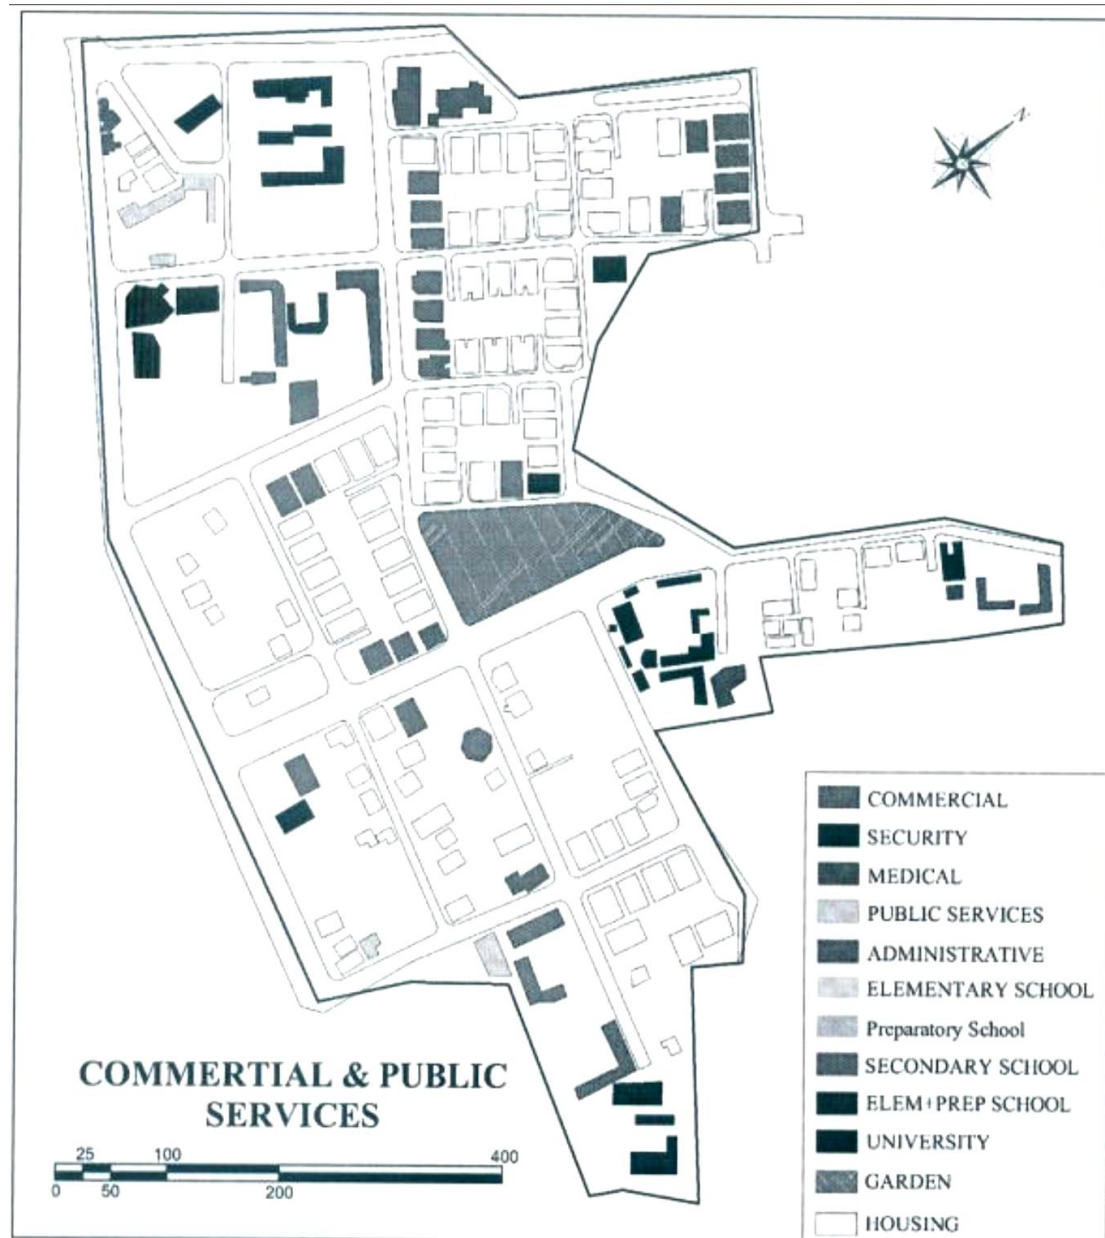 N
COMMERCIAL
SECURITY
MEDICAL
PUBLIC SERVICES
ADMINISTRATIVE
ELEMENTARY SCHOOL
Preparatory School
SECONDARY SCHOOL
ELEM+PREP SCHOOL
UNIVERSITY
GARDEN
HOUSING
COMMERTIAL & PUBLIC
SERVICES
25 100 400
0 50 200